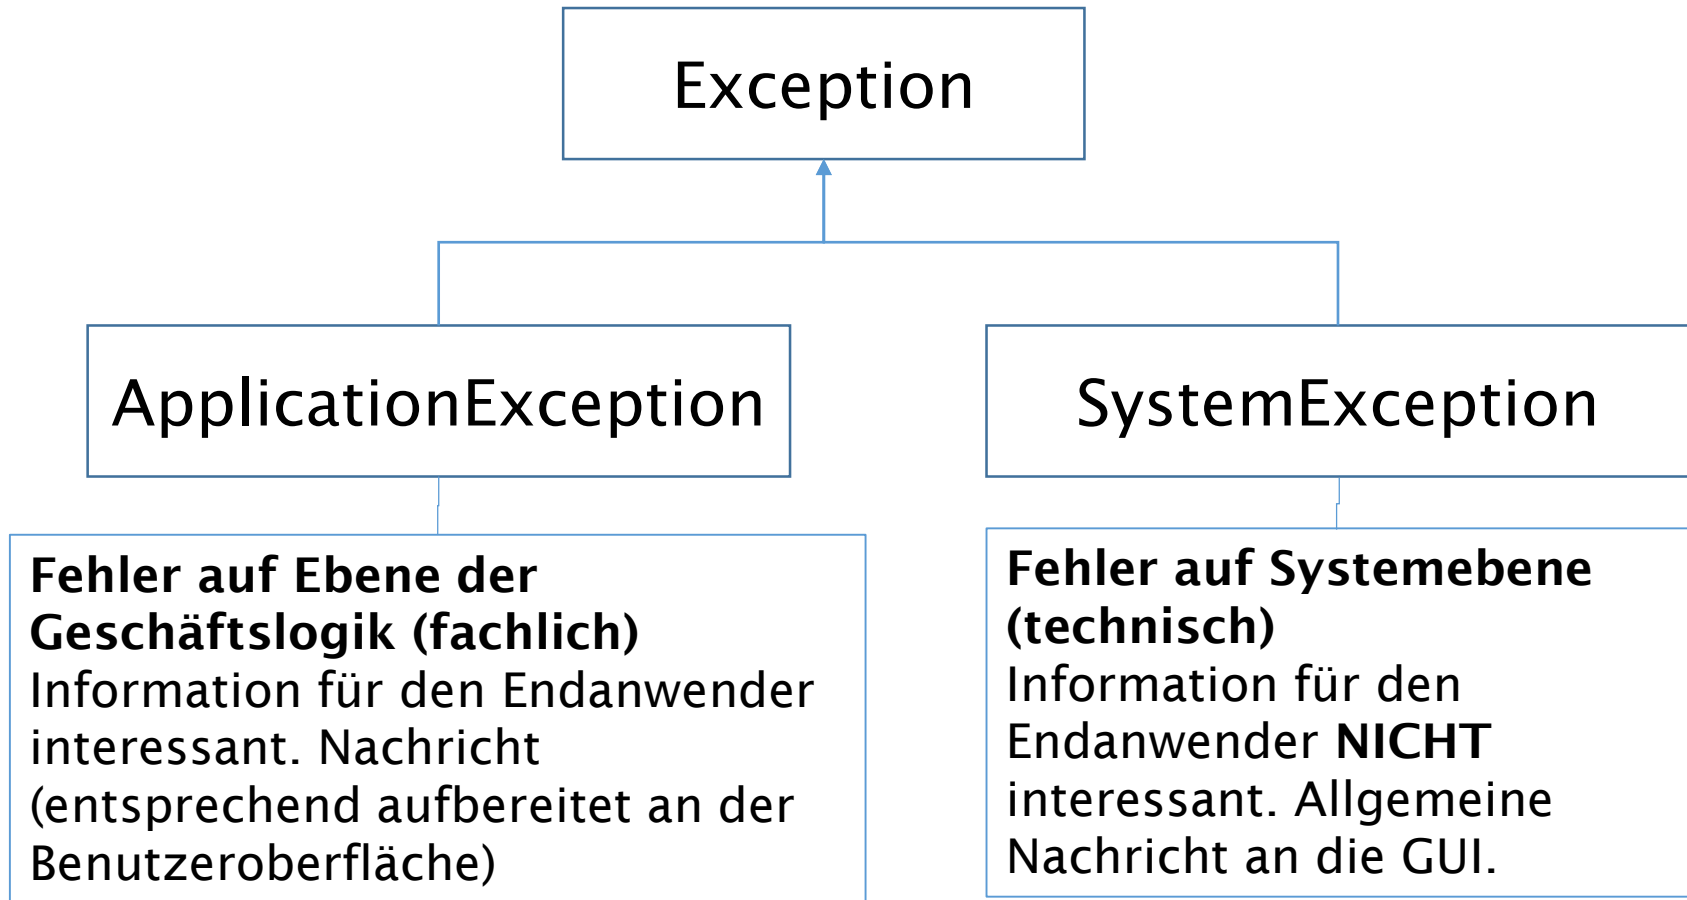 Exception
ApplicationException
SystemException
Fehler auf Ebene der
Geschäftslogik (fachlich)
Information für den Endanwender
interessant. Nachricht
(entsprechend aufbereitet an der
Benutzeroberfläche)
Fehler auf Systemebene
(technisch)
Information für den
Endanwender NICHT
interessant. Allgemeine
Nachricht an die GUI.